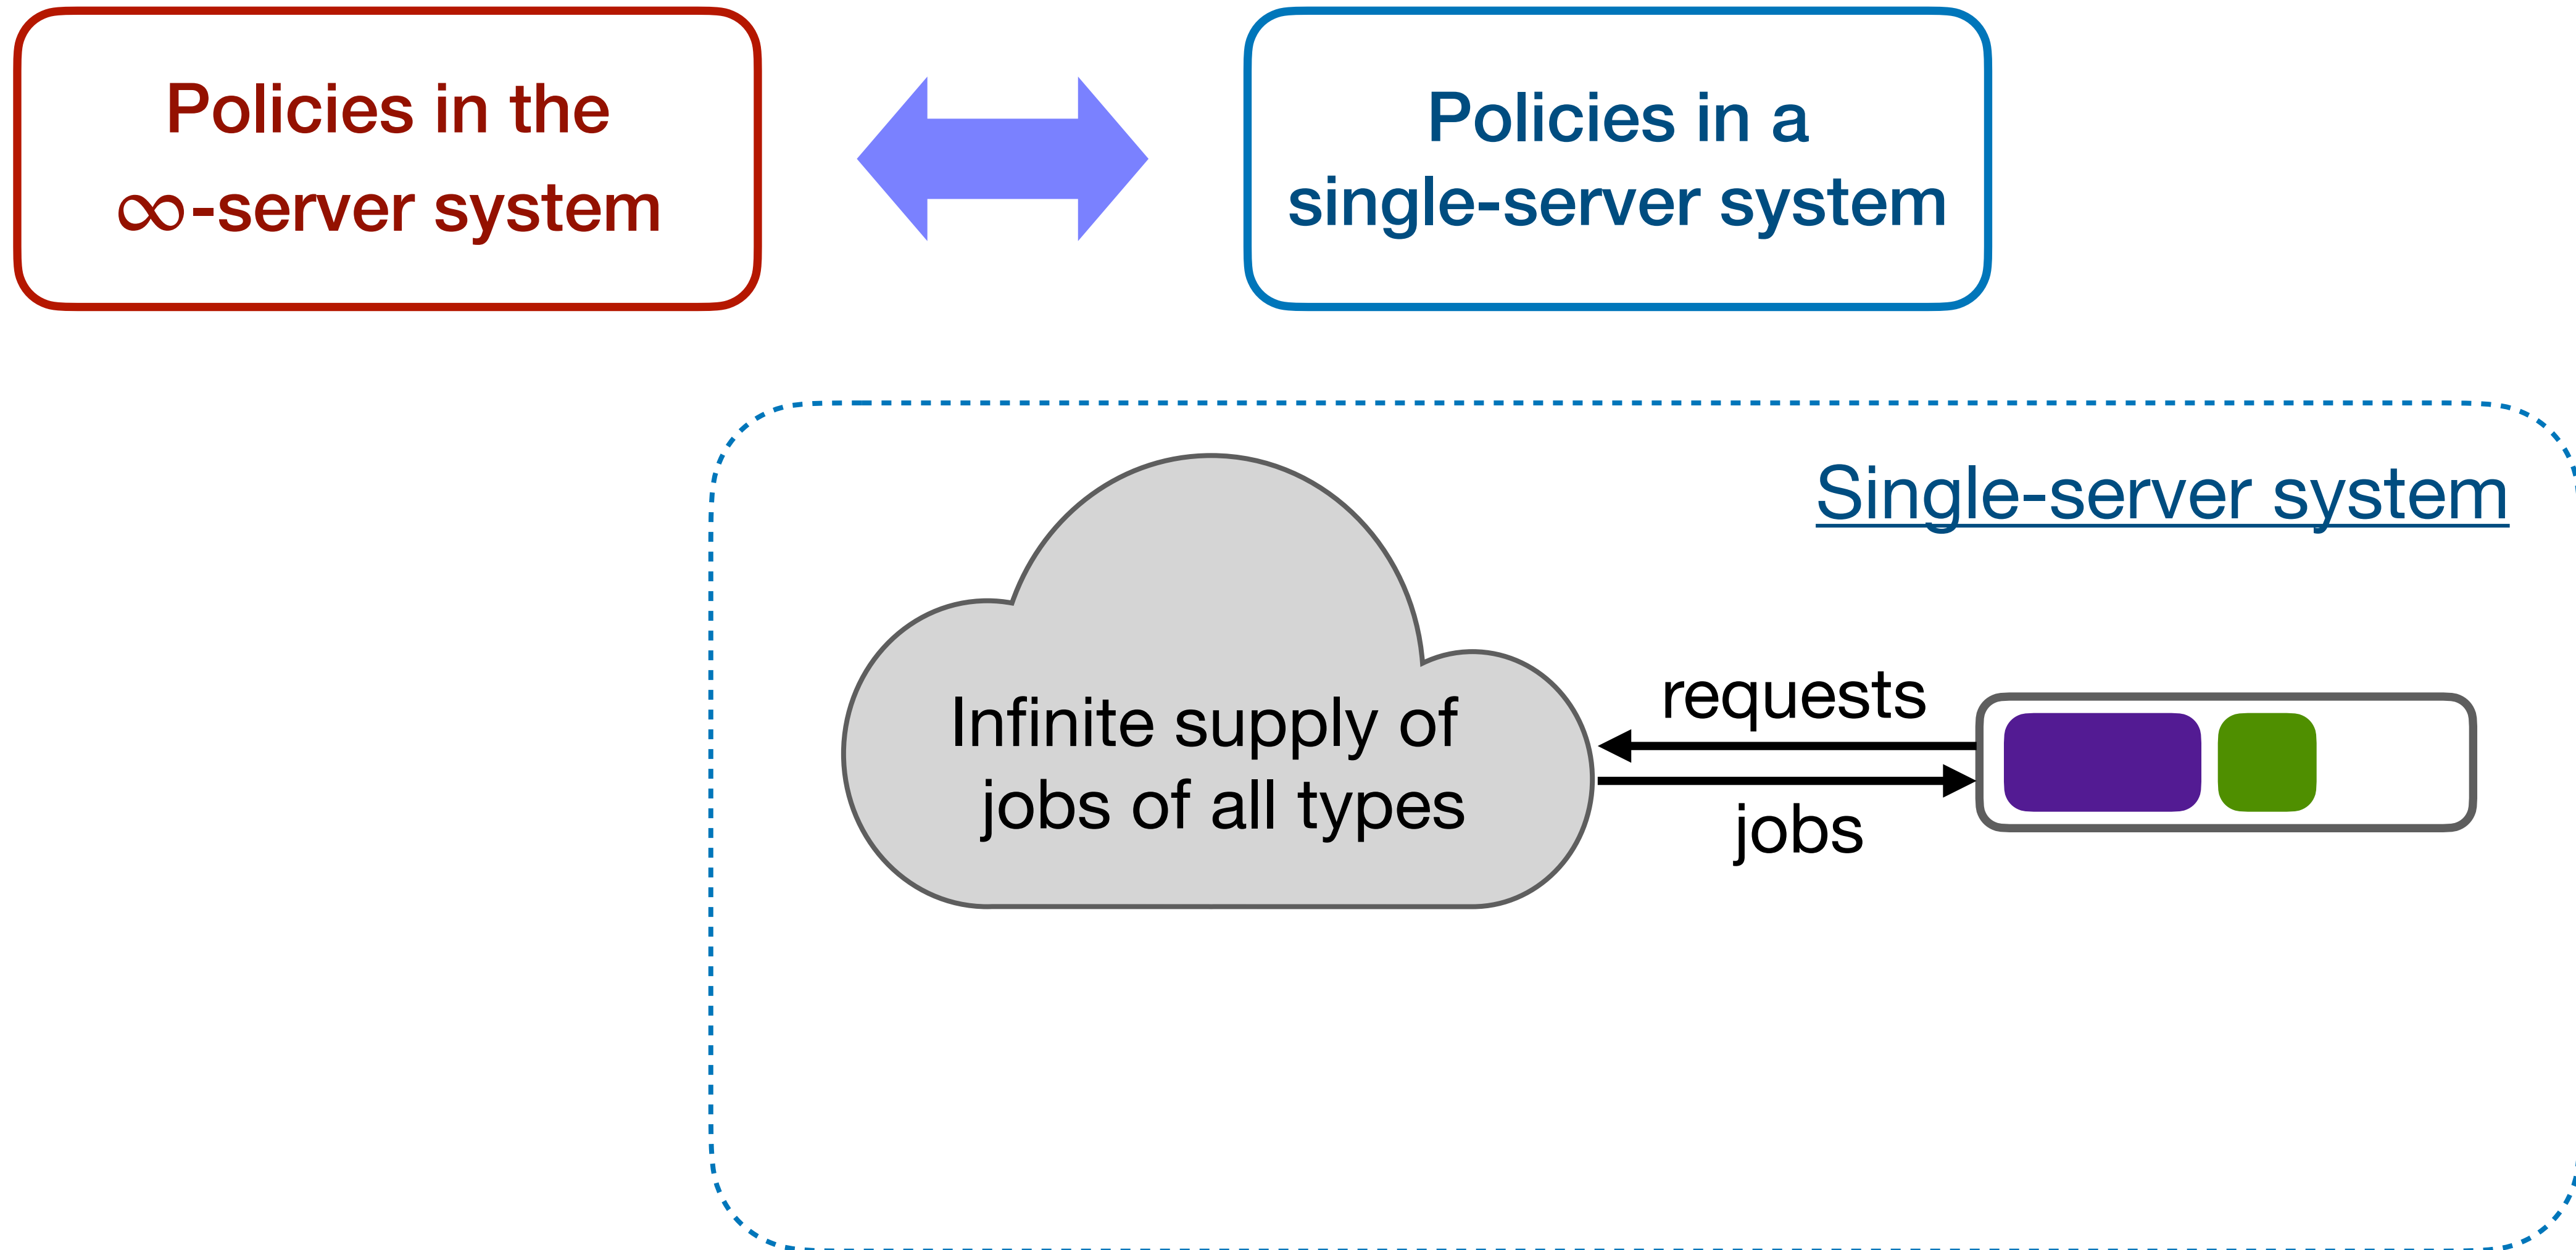 Policies in the
∞-server system
Policies in a
single-server system
Single-server system
Infinite supply of
jobs of all types
requests
jobs